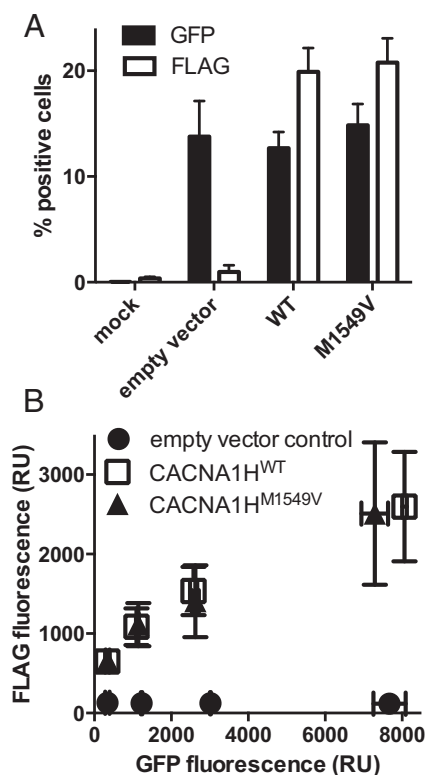 A
GFP
FLAG
% positive cells
20
10
0
mock
empty vector
WT
M1549V
B
empty vector control
CACNA1H^WT
CACNA1H^M1549V
FLAG fluorescence (RU)
3000
2000
1000
0
0 2000 4000 6000 8000
GFP fluorescence (RU)